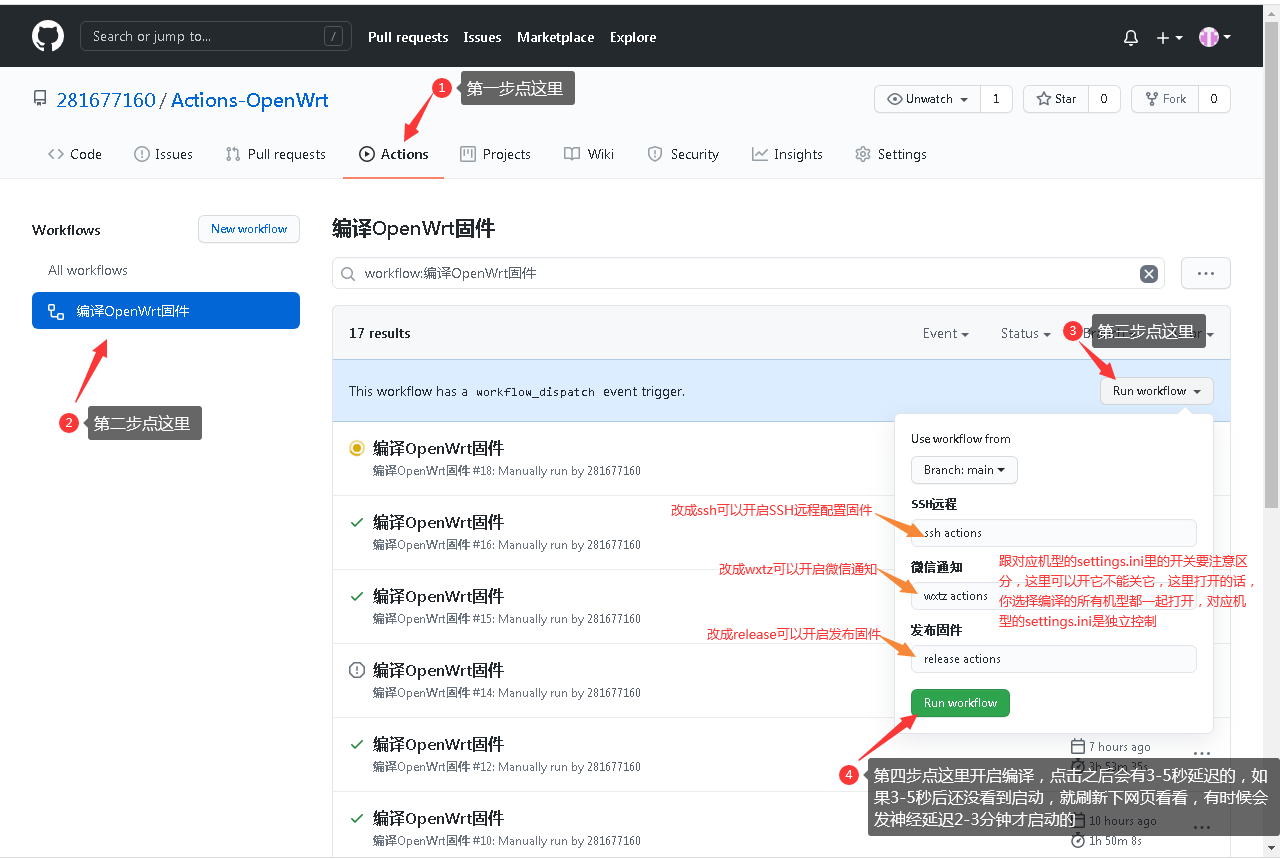 Search or jump to...
/
Pull requests
Issues
Marketplace
Explore
281677160 / Actions-OpenWrt
1
第一步点这里
Unwatch
1
Star
0
Fork
0
Code
Issues
Pull requests
Actions
Projects
Wiki
Security
Insights
Settings
Workflows
New workflow
All workflows
编译OpenWrt固件
2
第二步点这里
编译OpenWrt固件
workflow:编译OpenWrt固件
17 results
Event
Status
3
第三步点这里
This workflow has a workflow_dispatch event trigger.
Run workflow
编译OpenWrt固件
编译OpenWrt固件 #18: Manually run by 281677160
编译OpenWrt固件
编译OpenWrt固件 #16: Manually run by 281677160
编译OpenWrt固件
编译OpenWrt固件 #15: Manually run by 281677160
编译OpenWrt固件
编译OpenWrt固件 #14: Manually run by 281677160
编译OpenWrt固件
编译OpenWrt固件 #12: Manually run by 281677160
编译OpenWrt固件
编译OpenWrt固件 #10: Manually run by 281677160
Use workflow from
Branch: main
SSH远程
改成ssh可以开启SSH远程配置固件
ssh actions
微信通知
改成wxtz可以开启微信通知
wxtz actions
跟对应机型的settings.ini里的开关要注意区
分，这里可以开它不能关它，这里打开的话，
你选择编译的所有机型都一起打开，对应机
型的settings.ini是独立控制
发布固件
改成release可以开启发布固件
release actions
Run workflow
7 hours ago
3h 53m 35s
4
第四步点这里开启编译，点击之后会有3-5秒延迟的，如
果3-5秒后还没看到启动，就刷新下网页看看，有时候会
发神经延迟2-3分钟才启动的
10 hours ago
1h 50m 8s